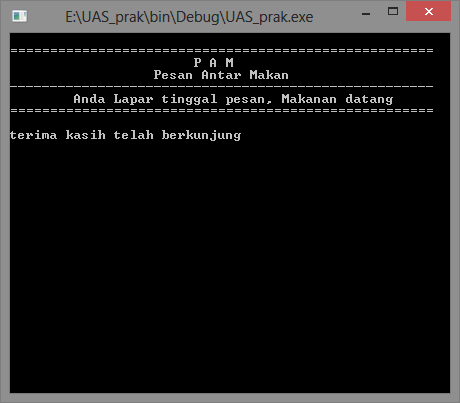 E:\UAS_prak\bin\Debug\UAS_prak.exe
=====================================================
P A M
Pesan Antar Makan
-----------------------------------------------------
Anda Lapar tinggal pesan, Makanan datang
=====================================================
terima kasih telah berkunjung